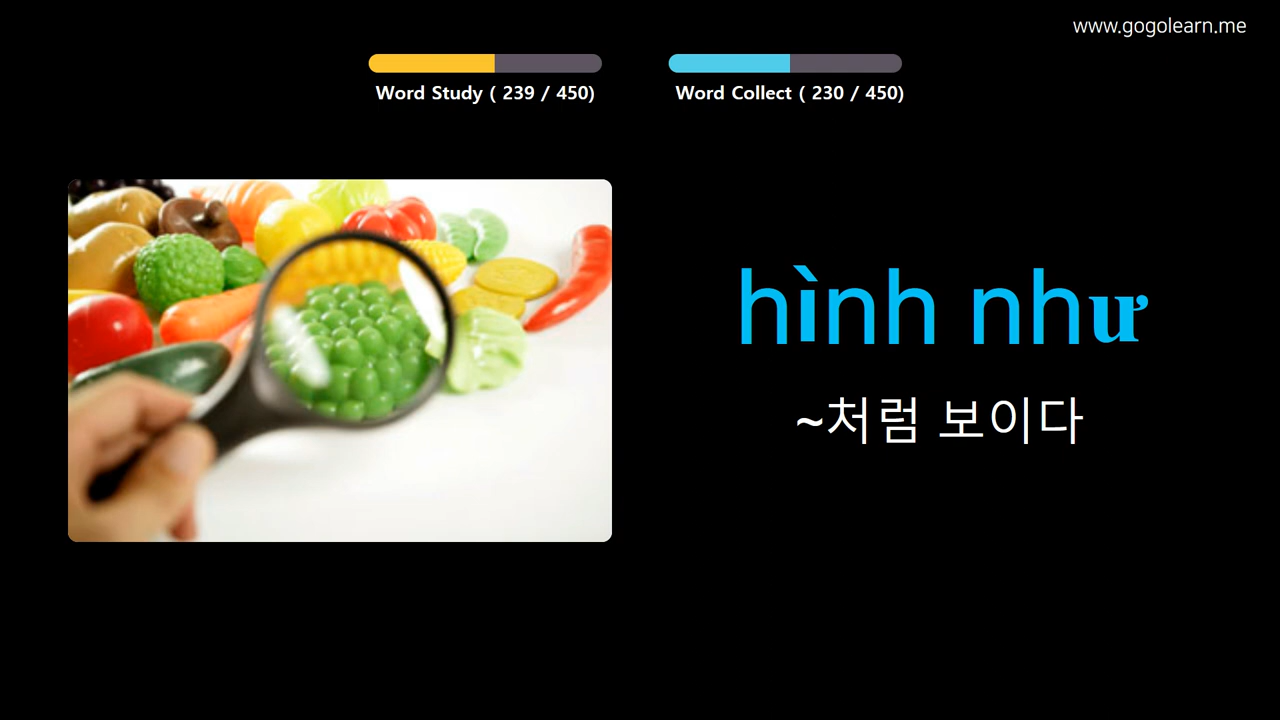 www.gogolearn.me
Word Study ( 239 / 450)
Word Collect ( 230 / 450)
hình như
~처럼 보이다